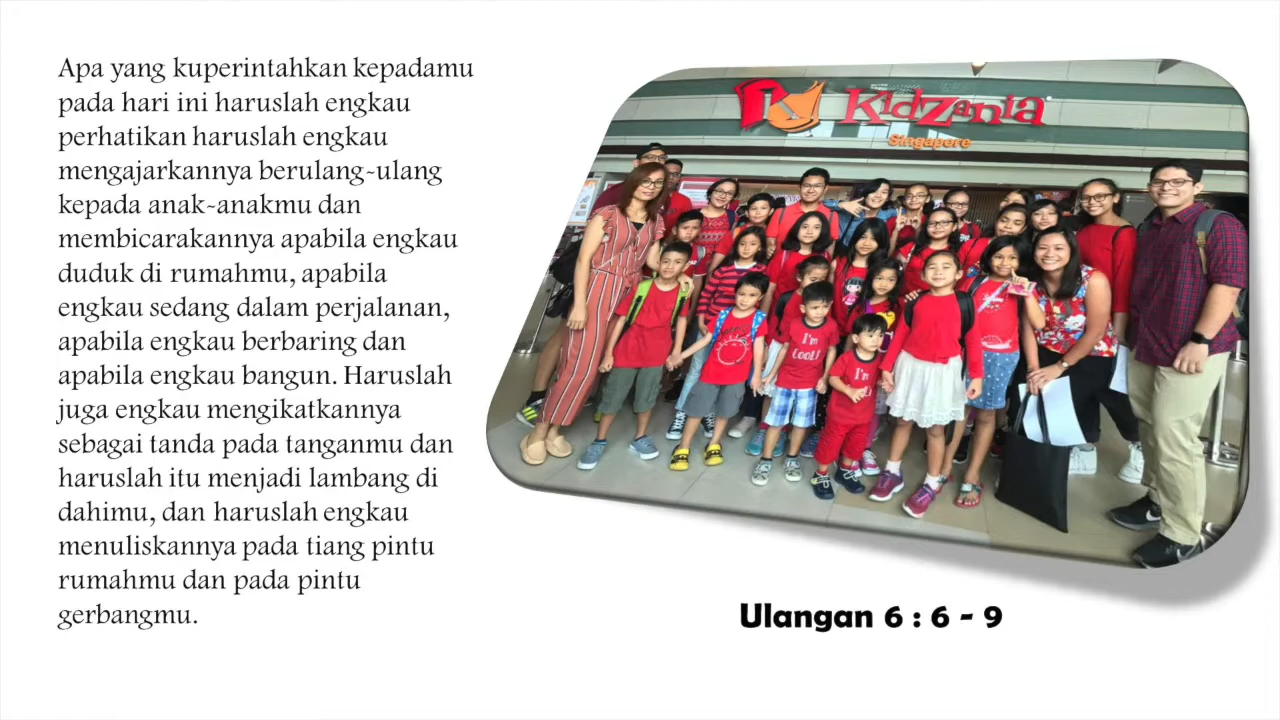 Apa yang kuperintahkan kepadamu
pada hari ini haruslah engkau
perhatikan haruslah engkau
mengajarkannya berulang-ulang
kepada anak-anakmu dan
membicarakannya apabila engkau
duduk di rumahmu, apabila
engkau sedang dalam perjalanan,
apabila engkau berbaring dan
apabila engkau bangun. Haruslah
juga engkau mengikatkannya
sebagai tanda pada tanganmu dan
haruslah itu menjadi lambang di
dahimu, dan haruslah engkau
menuliskannya pada tiang pintu
rumahmu dan pada pintu
gerbangmu.
KidZania
Singapore
I'm
COOL!
I'm
Ulangan 6 : 6 - 9